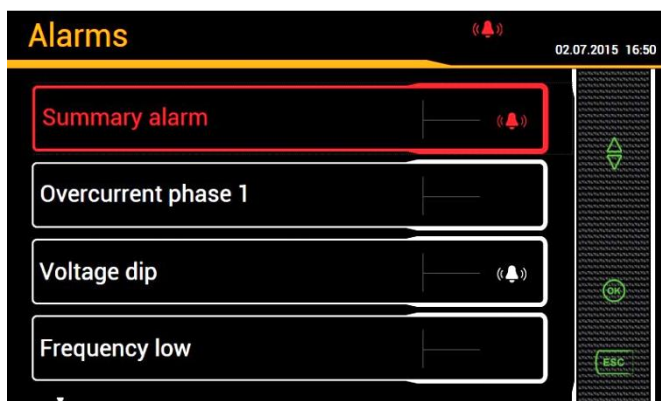 Alarms
02.07.2015 16:50
Summary alarm
Overcurrent phase 1
Voltage dip
Frequency low
OK
ESC